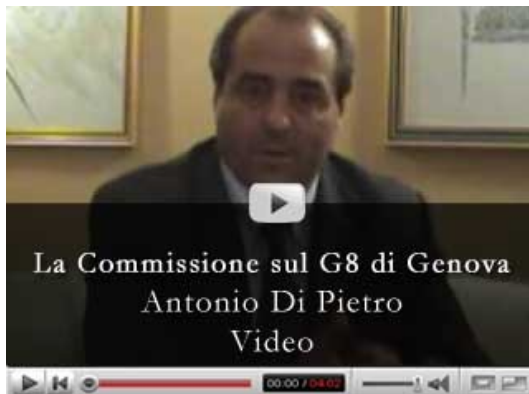 La Commissione sul G8 di Genova
Antonio Di Pietro
Video
00:00 / 04:02